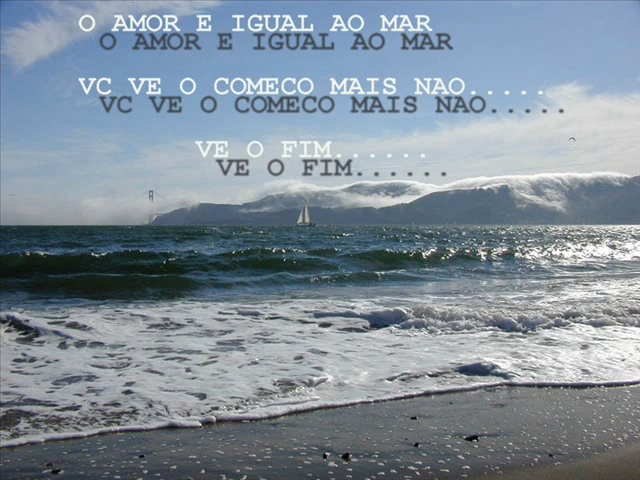 O AMOR E IGUAL AO MAR
O AMOR E IGUAL AO MAR
VC VE O COMECO MAIS NAO.....
VC VE O COMECO MAIS NAO.....
VE O FIM......
VE O FIM......